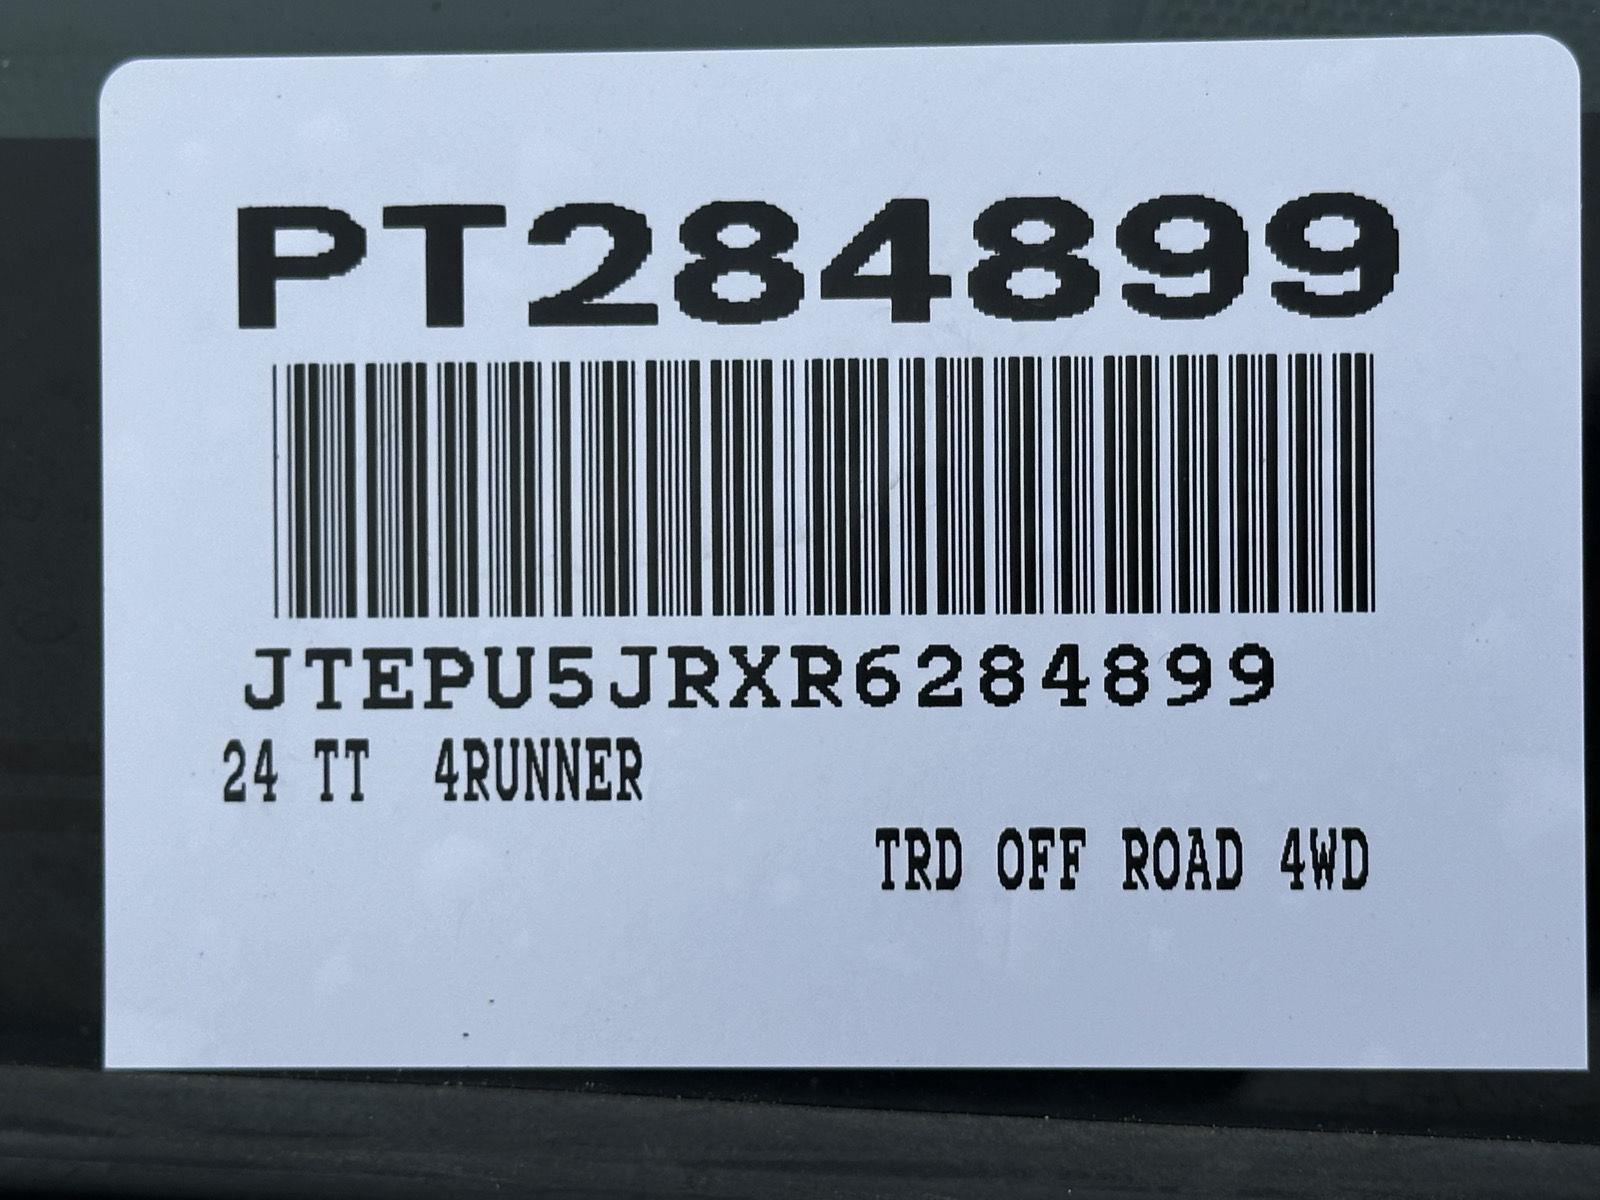 PT284899
JTEPU5JRXR6284899
24 TT 4RUNNER
TRD OFF ROAD 4WD